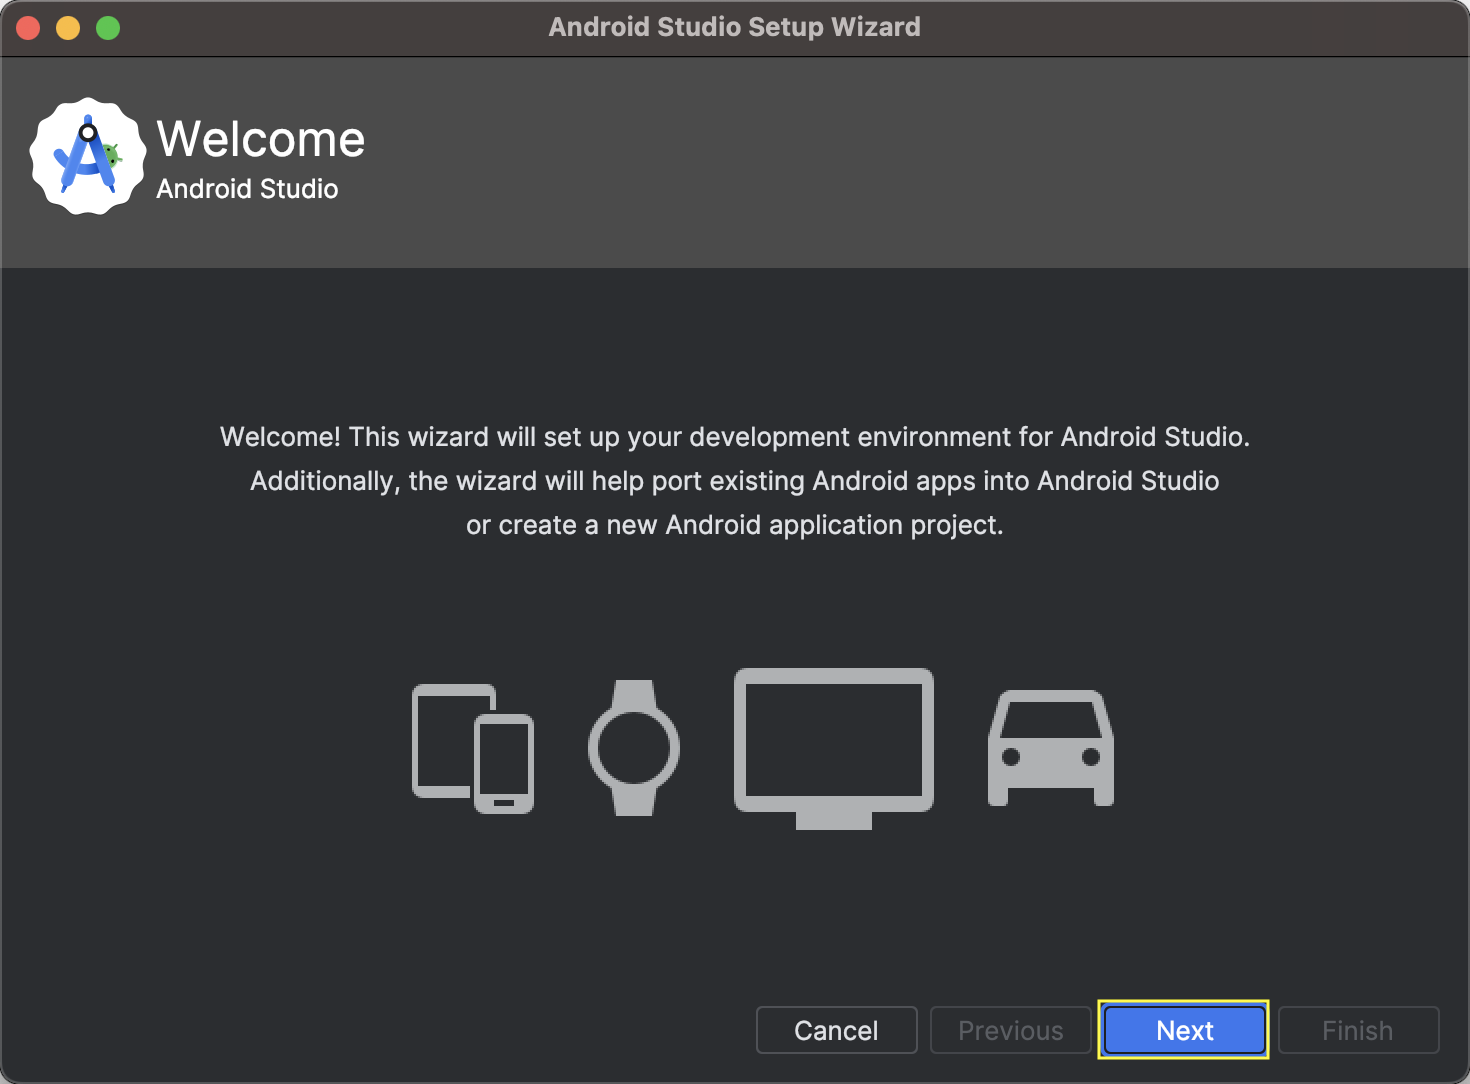 Android Studio Setup Wizard
Welcome
Android Studio
Welcome! This wizard will set up your development environment for Android Studio.
Additionally, the wizard will help port existing Android apps into Android Studio
or create a new Android application project.
Cancel
Previous
Next
Finish